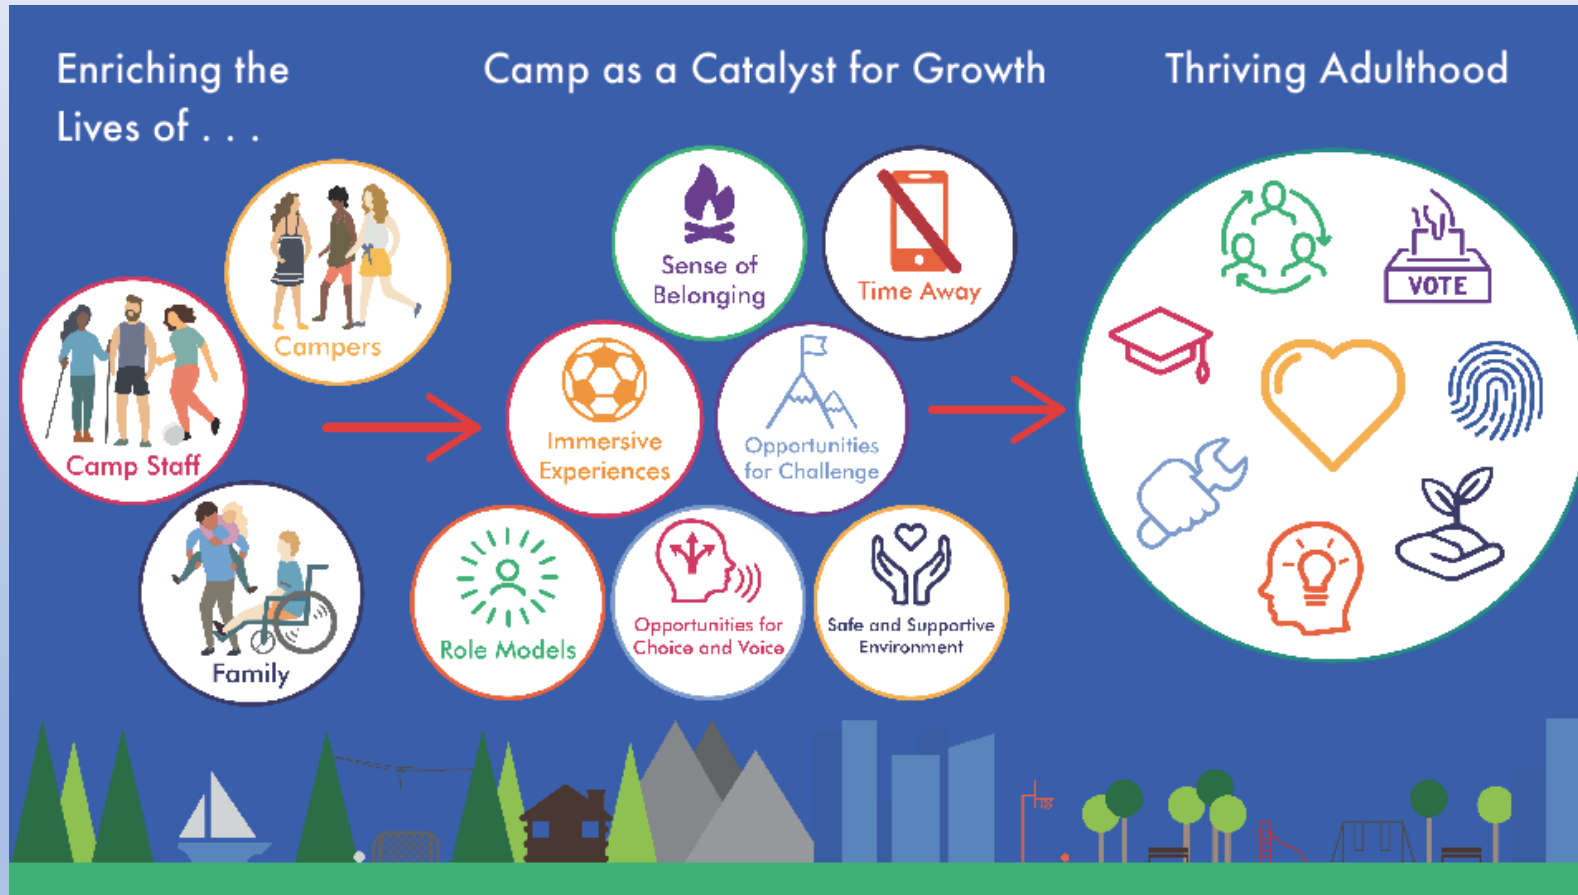 Enriching the
Lives of . . .
Camp as a Catalyst for Growth
Thriving Adulthood
Campers
Camp Staff
Family
Sense of
Belonging
Time Away
Immersive
Experiences
Opportunities
for Challenge
Role Models
Opportunities for
Choice and Voice
Safe and Supportive
Environment
VOTE